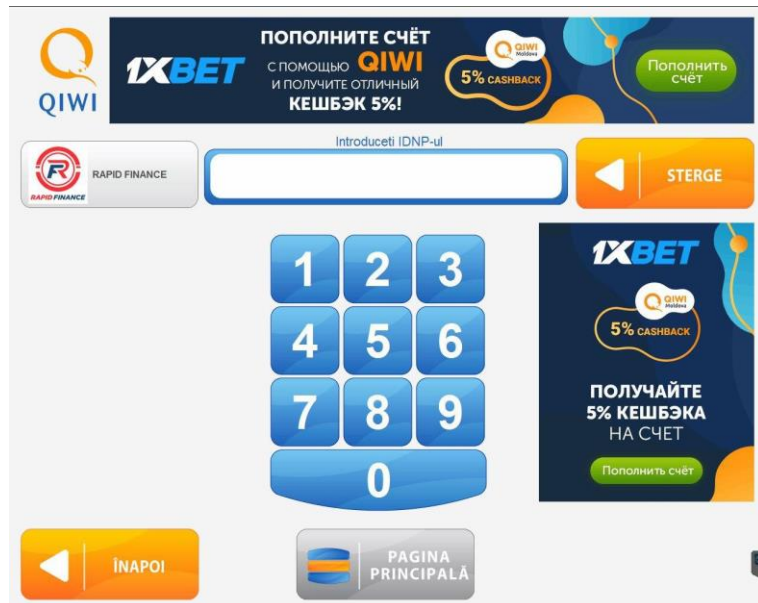 QIWI
1XBET
ПОПОЛНИТЕ СЧЁТ
С ПОМОЩЬЮ QIWI
И ПОЛУЧИТЕ ОТЛИЧНЫЙ
КЕШБЭК 5%!
QIWI
Moldova
5% CASHBACK
Пополнить
счёт
Introduceti IDNP-ul
RAPID FINANCE
RAPID FINANCE
STERGE
1 2 3
4 5 6
7 8 9
0
1XBET
QIWI
Moldova
5% CASHBACK
ПОЛУЧАЙТЕ
5% КЕШБЭКА
НА СЧЕТ
Пополнить счёт
ÎNAPOI
PAGINA
PRINCIPALĂ